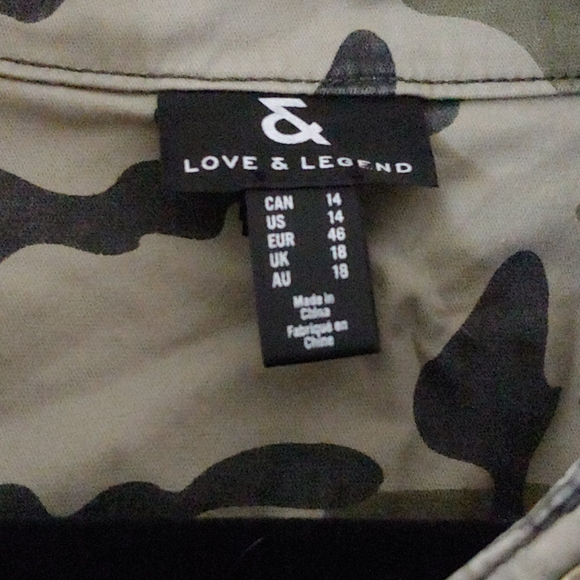 &
LOVE & LEGEND
CAN 14
US 14
EUR 46
UK 18
AU 18
Made in
China
Fabriqué en
Chine